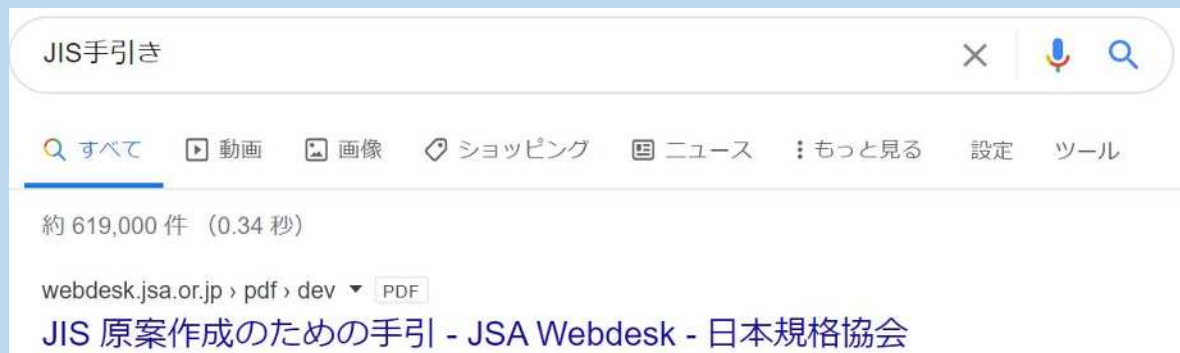 JIS手引き
すべて 動画 画像 ショッピング ニュース もっと見る 設定 ツール
約 619,000 件 （0.34 秒）
webdesk.jsa.or.jp › pdf › dev ▼ PDF
JIS 原案作成のための手引 - JSA Webdesk - 日本規格協会